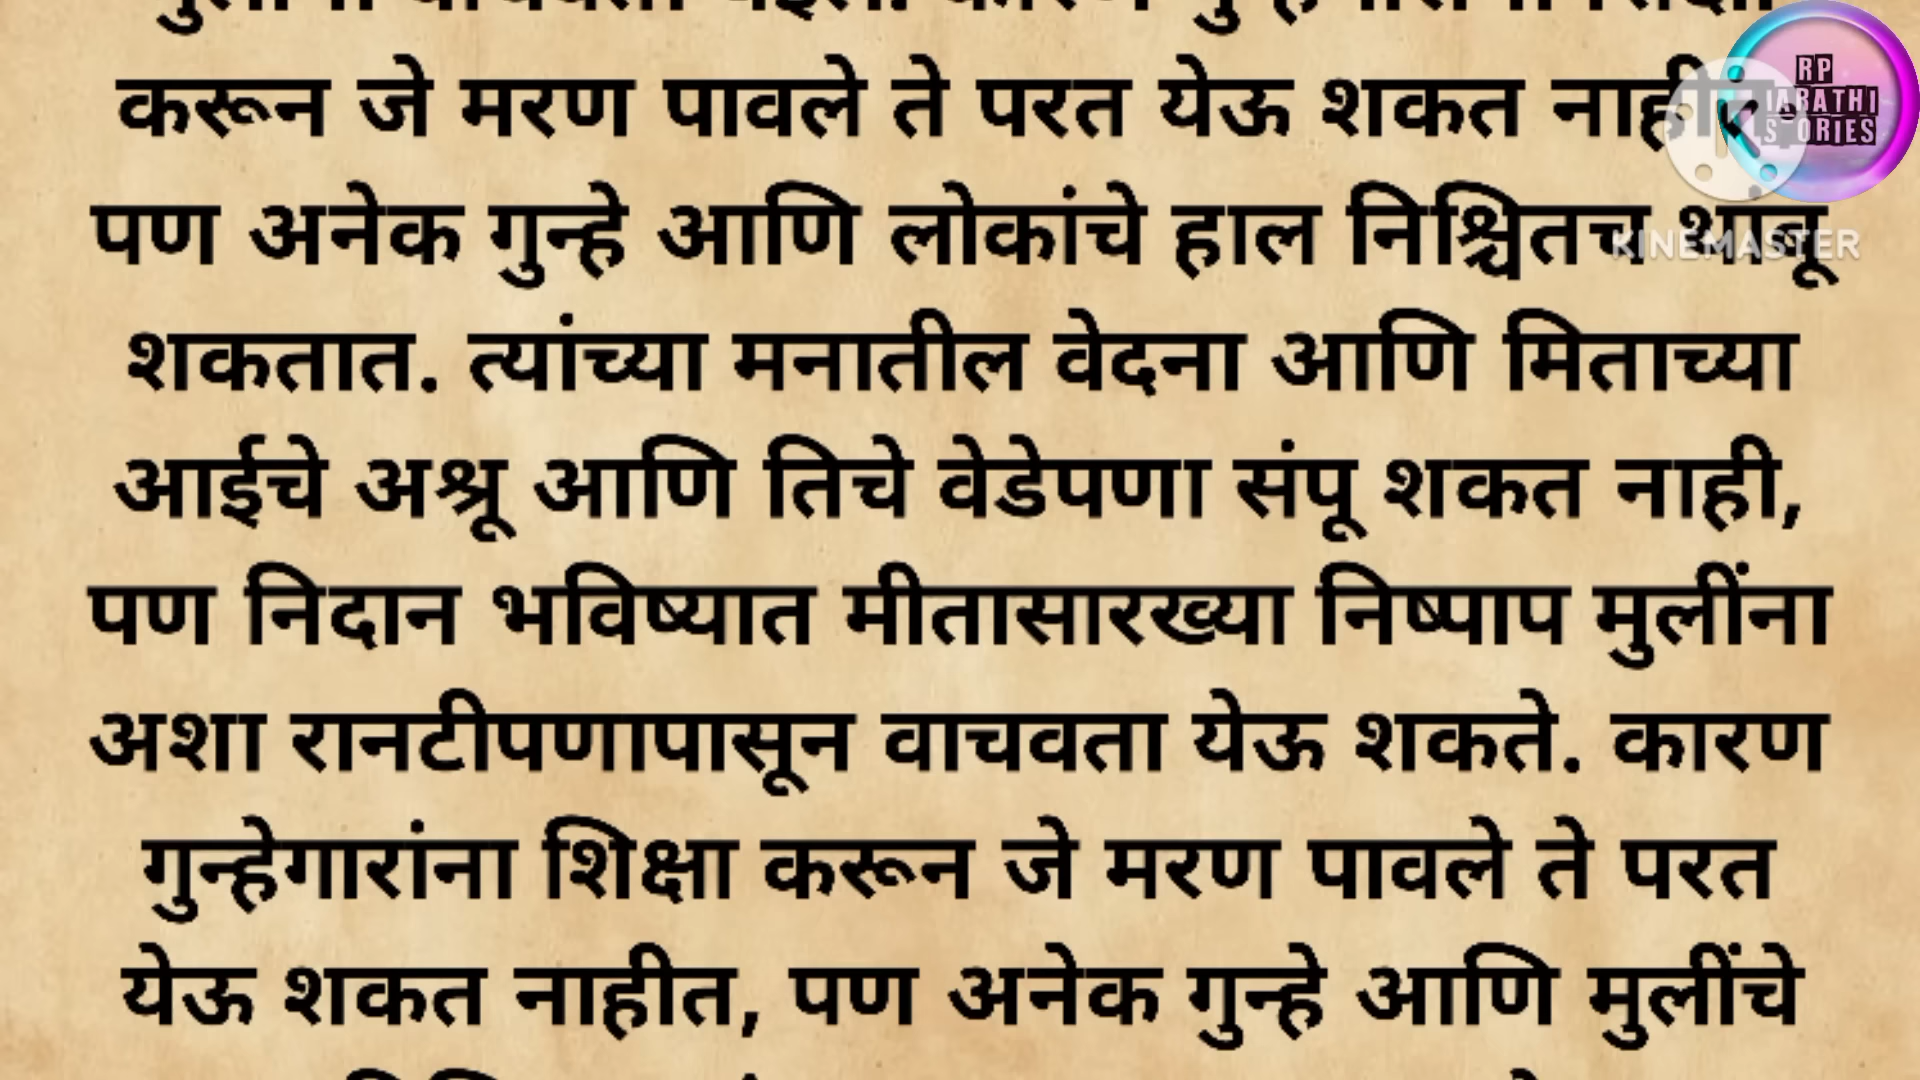 करून जे मरण पावले ते परत येऊ शकत नाहीत,
पण अनेक गुन्हे आणि लोकांचे हाल निश्चितच थांबू
शकतात. त्यांच्या मनातील वेदना आणि मिताच्या
आईचे अश्रू आणि तिचे वेडेपणा संपू शकत नाही,
पण निदान भविष्यात मीतासारख्या निष्पाप मुलींना
अशा रानटीपणापासून वाचवता येऊ शकते. कारण
गुन्हेगारांना शिक्षा करून जे मरण पावले ते परत
येऊ शकत नाहीत, पण अनेक गुन्हे आणि मुलींचे
RP
MARATHI
STORIES
KINEMASTER